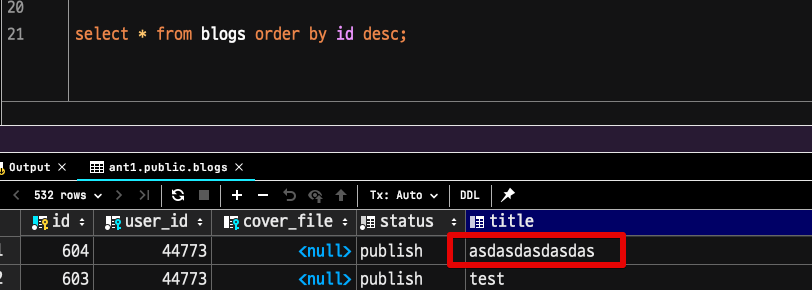 20
21 select * from blogs order by id desc;
Output × ant1.public.blogs ×
532 rows Tx: Auto DDL
id user_id cover_file status title
1 604 44773 <null> publish asdasdasdasdas
2 603 44773 <null> publish test